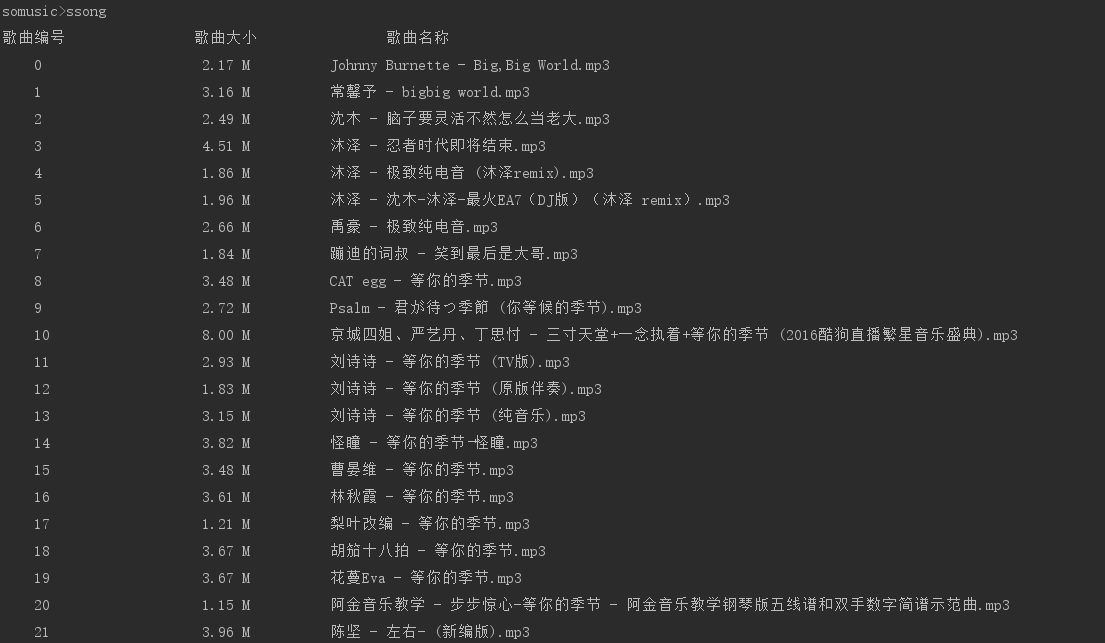 somusic>ssong
歌曲编号 歌曲大小 歌曲名称
0 2.17 M Johnny Burnette - Big,Big World.mp3
1 3.16 M 常馨予 - bigbig world.mp3
2 2.49 M 沈木 - 脑子要灵活不然怎么当老大.mp3
3 4.51 M 沐泽 - 忍者时代即将结束.mp3
4 1.86 M 沐泽 - 极致纯电音 (沐泽remix).mp3
5 1.96 M 沐泽 - 沈木-沐泽-最火EA7（DJ版）（沐泽 remix）.mp3
6 2.66 M 禹豪 - 极致纯电音.mp3
7 1.84 M 蹦迪的词叔 - 笑到最后是大哥.mp3
8 3.48 M CAT egg - 等你的季节.mp3
9 2.72 M Psalm - 君が待つ季節 (你等候的季节).mp3
10 8.00 M 京城四姐、严艺丹、丁思忖 - 三寸天堂+一念执着+等你的季节 (2016酷狗直播繁星音乐盛典).mp3
11 2.93 M 刘诗诗 - 等你的季节 (TV版).mp3
12 1.83 M 刘诗诗 - 等你的季节 (原版伴奏).mp3
13 3.15 M 刘诗诗 - 等你的季节 (纯音乐).mp3
14 3.82 M 怪瞳 - 等你的季节-怪瞳.mp3
15 3.48 M 曹晏维 - 等你的季节.mp3
16 3.61 M 林秋霞 - 等你的季节.mp3
17 1.21 M 梨叶改编 - 等你的季节.mp3
18 3.67 M 胡笳十八拍 - 等你的季节.mp3
19 3.67 M 花蔓Eva - 等你的季节.mp3
20 1.15 M 阿金音乐教学 - 步步惊心-等你的季节 - 阿金音乐教学钢琴版五线谱和双手数字简谱示范曲.mp3
21 3.96 M 陈坚 - 左右- (新编版).mp3